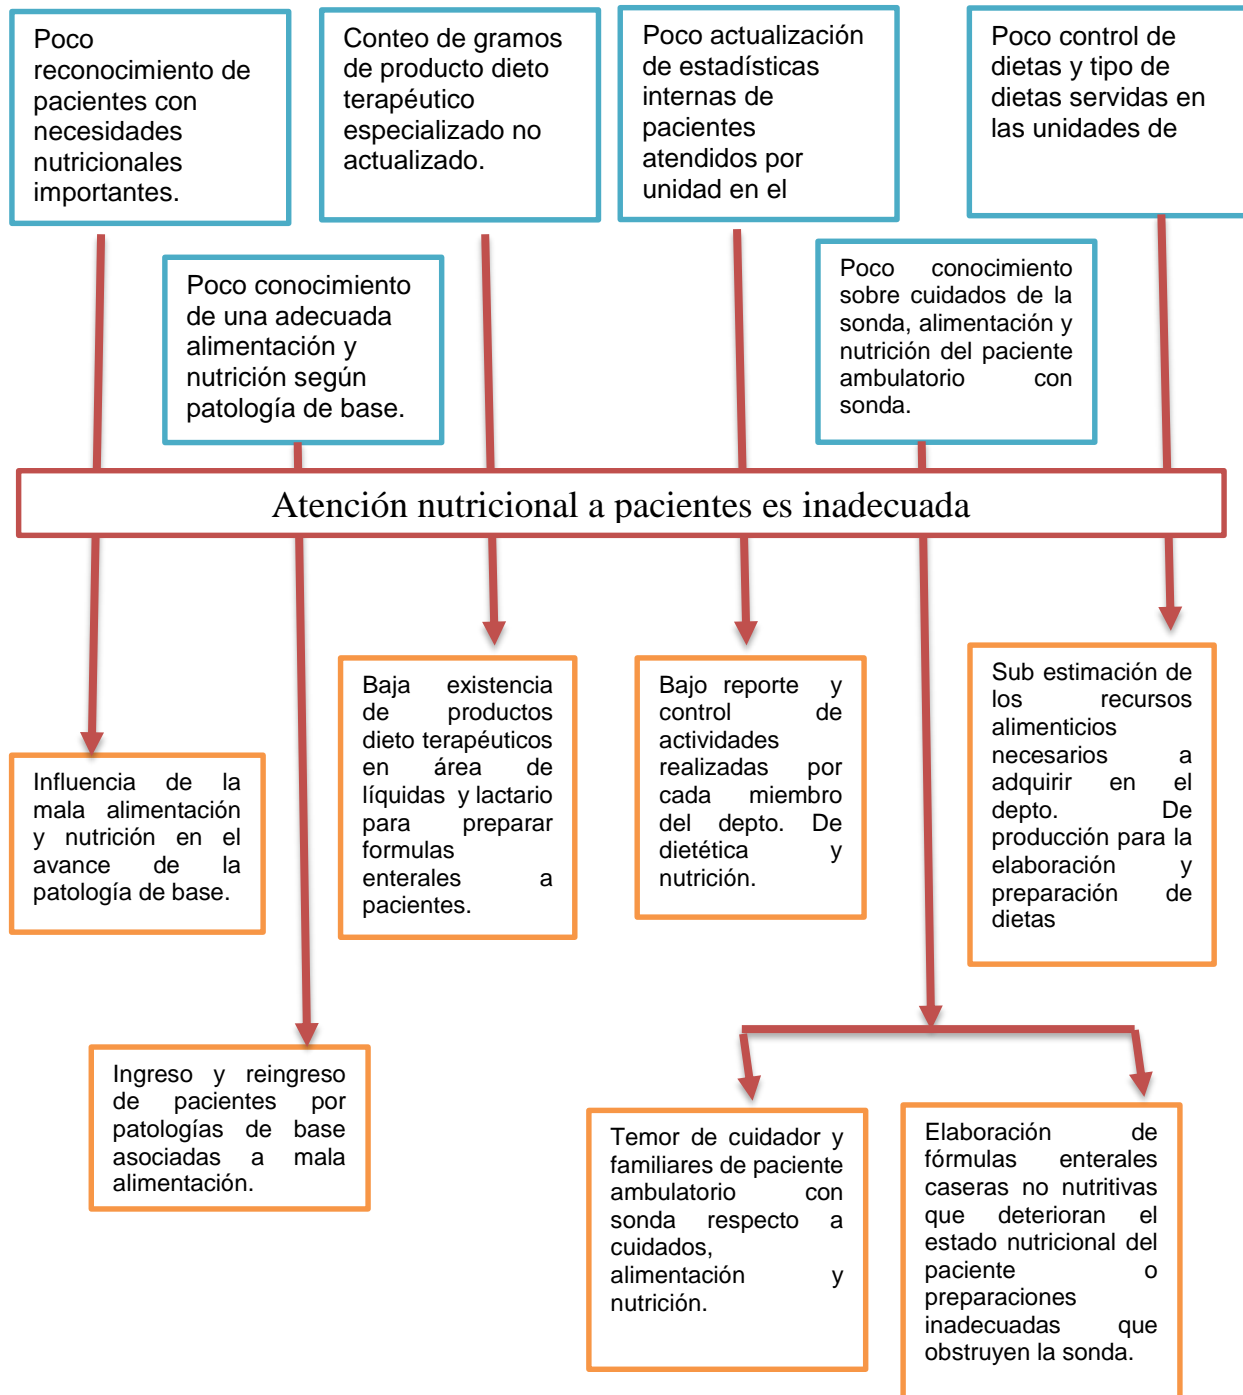 Poco
reconocimiento de
pacientes con
necesidades
nutricionales
importantes.
Conteo de gramos
de producto dieto
terapéutico
especializado no
actualizado.
Poco actualización
de estadísticas
internas de
pacientes
atendidos por
unidad en el
Poco control de
dietas y tipo de
dietas servidas en
las unidades de
Poco conocimiento
de una adecuada
alimentación y
nutrición según
patología de base.
Poco conocimiento
sobre cuidados de la
sonda, alimentación y
nutrición del paciente
ambulatorio con
sonda.
Atención nutricional a pacientes es inadecuada
Influencia de la
mala alimentación
y nutrición en el
avance de la
patología de base.
Baja existencia
de productos
dieto terapéuticos
en área de
líquidas y lactario
para preparar
formulas
enterales a
pacientes.
Bajo reporte y
control de
actividades
realizadas por
cada miembro
del depto. De
dietética y
nutrición.
Sub estimación de
los recursos
alimenticios
necesarios a
adquirir en el
depto. De
producción para la
elaboración y
preparación de
dietas
Ingreso y reingreso
de pacientes por
patologías de base
asociadas a mala
alimentación.
Temor de cuidador y
familiares de paciente
ambulatorio con
sonda respecto a
cuidados,
alimentación y
nutrición.
Elaboración de
fórmulas enterales
caseras no nutritivas
que deterioran el
estado nutricional del
paciente o
preparaciones
inadecuadas que
obstruyen la sonda.